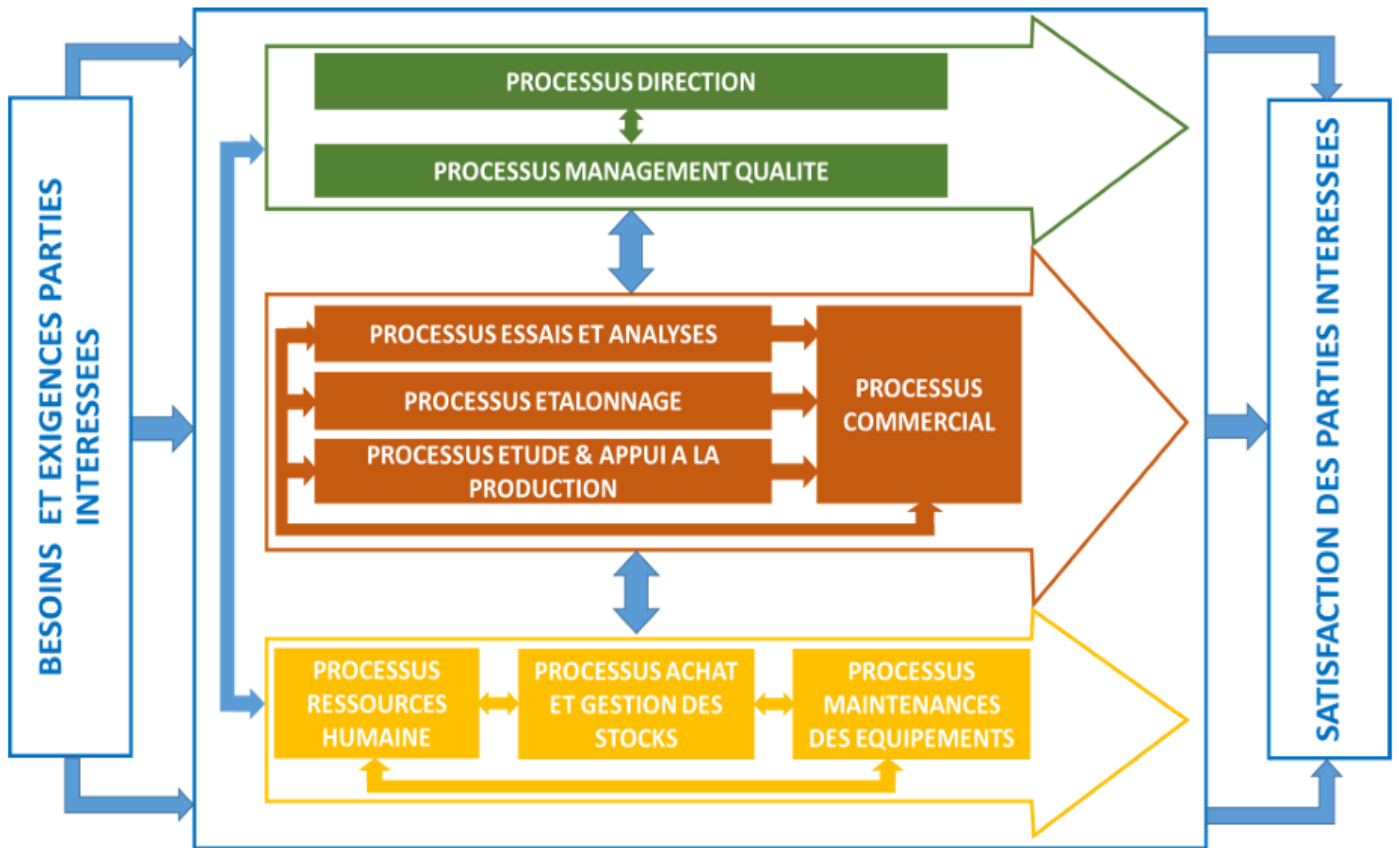 BESOINS ET EXIGENCES PARTIES
INTERESSEES
PROCESSUS DIRECTION
PROCESSUS MANAGEMENT QUALITE
PROCESSUS ESSAIS ET ANALYSES
PROCESSUS ETALONNAGE
PROCESSUS ETUDE & APPUI A LA
PRODUCTION
PROCESSUS
COMMERCIAL
PROCESSUS
RESSOURCES
HUMAINE
PROCESSUS ACHAT
ET GESTION DES
STOCKS
PROCESSUS
MAINTENANCES
DES EQUIPEMENTS
SATISFACTION DES PARTIES INTERESSEES